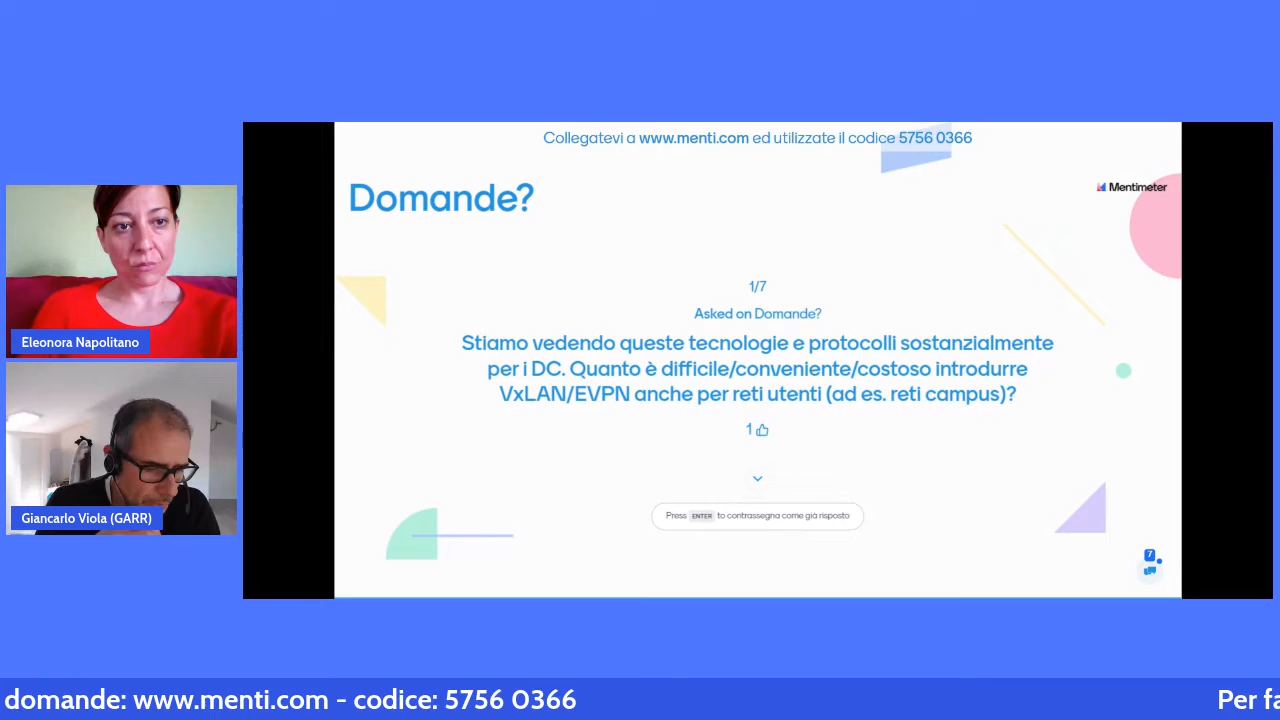 Collegatevi a www.menti.com ed utilizzate il codice 5756 0366
Domande?
Mentimeter
1/7
Asked on Domande?
Stiamo vedendo queste tecnologie e protocolli sostanzialmente
per i DC. Quanto è difficile/conveniente/costoso introdurre
VxLAN/EVPN anche per reti utenti (ad es. reti campus)?
1
Press ENTER to contrassegna come già risposto
7
Eleonora Napolitano
Giancarlo Viola (GARR)
domande: www.menti.com - codice: 5756 0366
Per fa